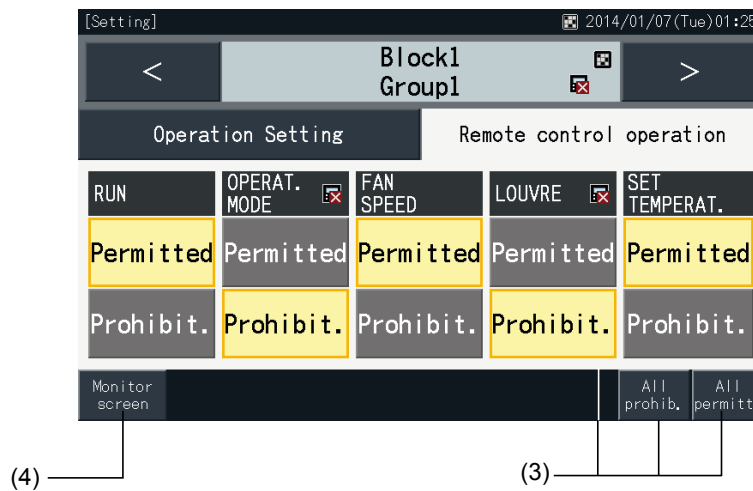 [Setting] 2014/01/07(Tue)01:25
< Block1 >
Group1
Operation Setting Remote control operation
RUN OPERAT. MODE FAN SPEED LOUVRE SET TEMPERAT.
Permitted Permitted Permitted Permitted Permitted
Prohibit. Prohibit. Prohibit. Prohibit. Prohibit.
Monitor screen All prohib. All permitt
(4) (3)